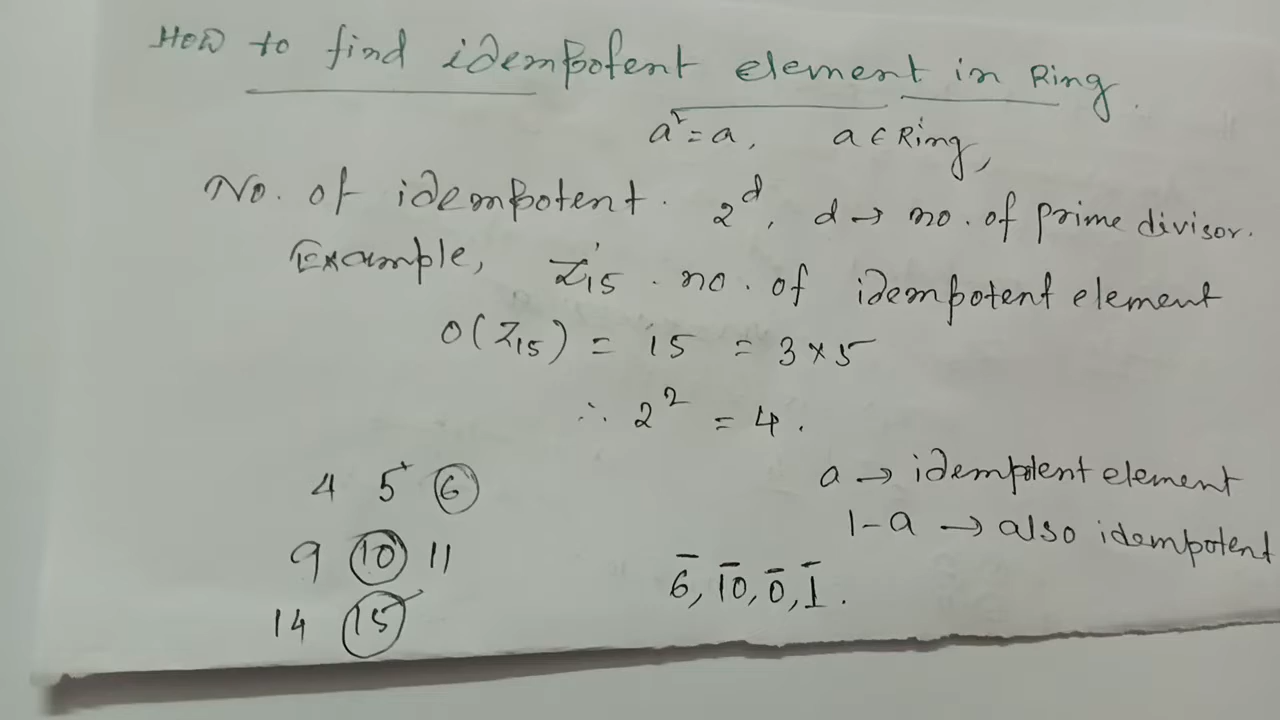 How to find idempotent element in Ring.
a² = a, a ∈ Ring,
No. of idempotent. 2^d, d → no. of prime divisor.
Example, Z₁₅. no. of idempotent element
O(Z₁₅) = 15 = 3 × 5
∴ 2² = 4.
a → idempotent element
4 5 6
1-a → also idempotent
9 10 11
6̄, 1̄0̄, 0̄, 1̄.
14 15